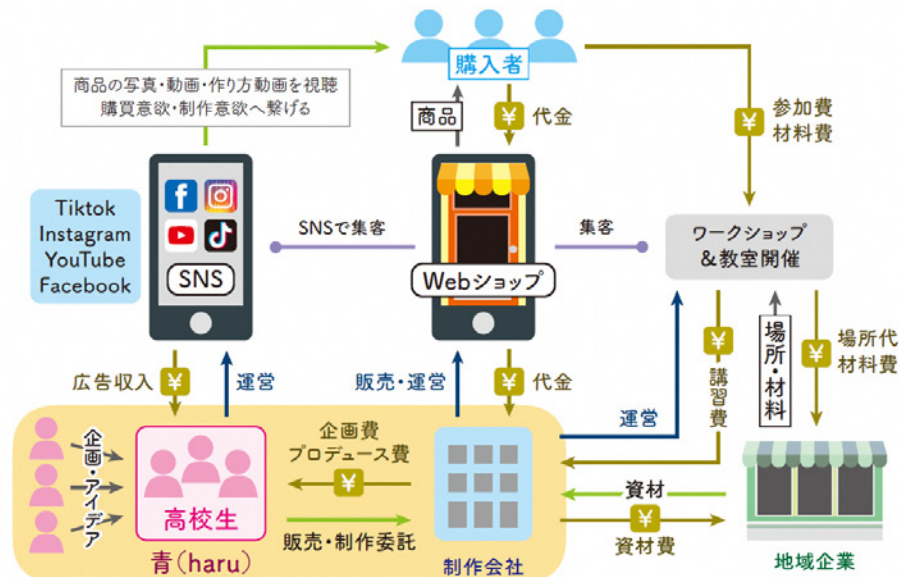 購入者
商品の写真・動画・作り方動画を視聴
購買意欲・制作意欲へ繋げる
商品
¥ 代金
¥ 参加費
材料費
Tiktok
Instagram
YouTube
Facebook
SNS
SNSで集客
Webショップ
集客
ワークショップ
&教室開催
広告収入 ¥
運営
販売・運営
¥ 代金
運営
¥
講習費
場所・材料
¥
場所代
材料費
企画・アイデア
高校生
青(haru)
企画費
プロデュース費
¥
販売・制作委託
制作会社
資材
¥
資材費
地域企業